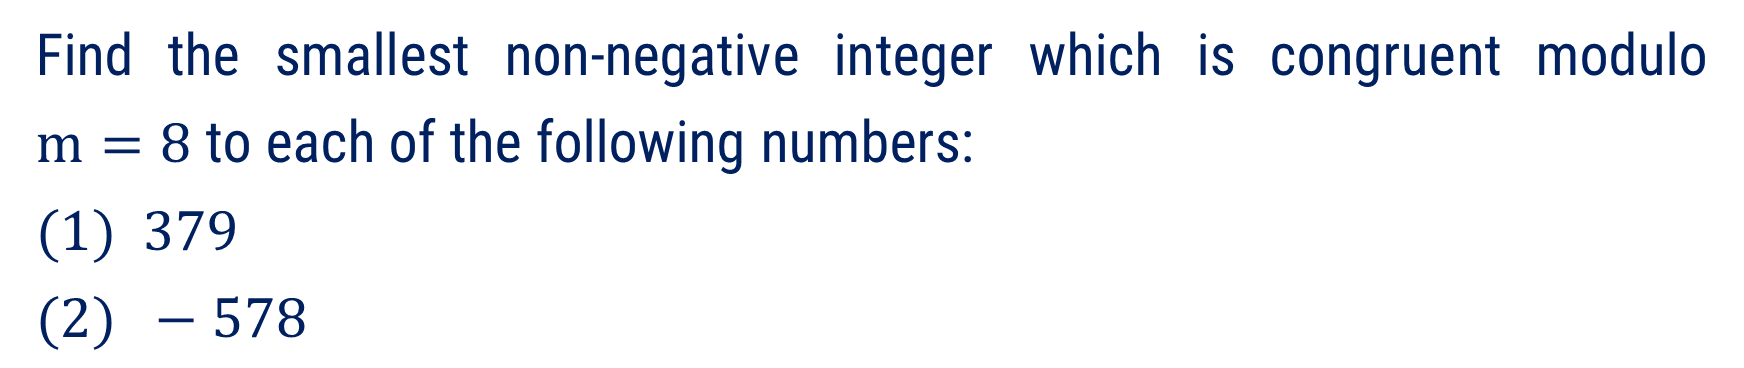 Find the smallest non-negative integer which is congruent modulo
m = 8 to each of the following numbers:
(1) 379
(2) − 578